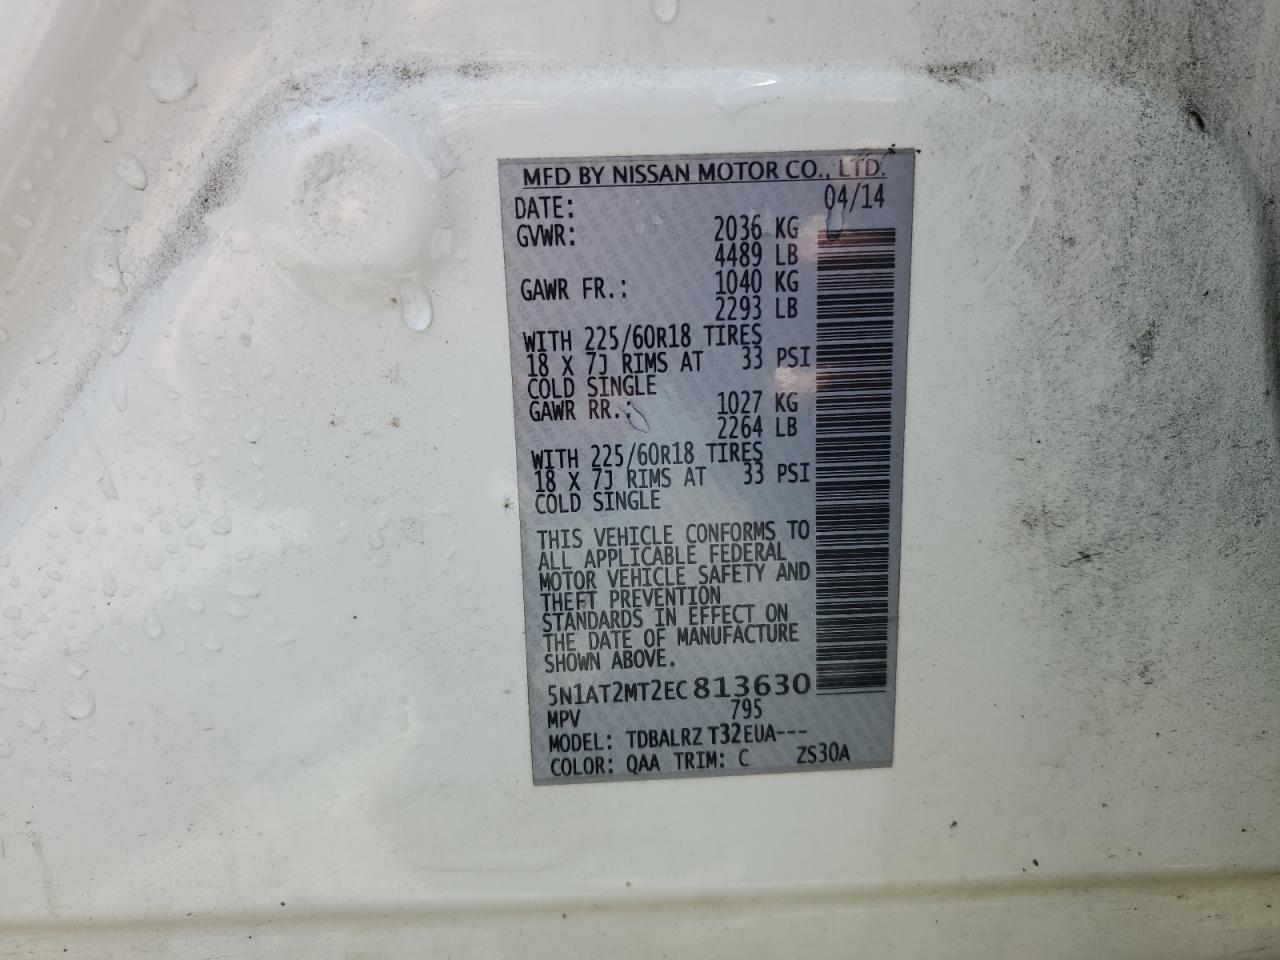 MFD BY NISSAN MOTOR CO., LTD.
DATE: 04/14
GVWR: 2036 KG
4489 LB
GAWR FR.: 1040 KG
2293 LB
WITH 225/60R18 TIRES
18 X 7J RIMS AT 33 PSI
COLD SINGLE
GAWR RR.: 1027 KG
2264 LB
WITH 225/60R18 TIRES
18 X 7J RIMS AT 33 PSI
COLD SINGLE
THIS VEHICLE CONFORMS TO
ALL APPLICABLE FEDERAL
MOTOR VEHICLE SAFETY AND
THEFT PREVENTION
STANDARDS IN EFFECT ON
THE DATE OF MANUFACTURE
SHOWN ABOVE.
5N1AT2MT2EC813630
MPV 795
MODEL: TDBALRZ T32EUA---
COLOR: QAA TRIM: C ZS30A